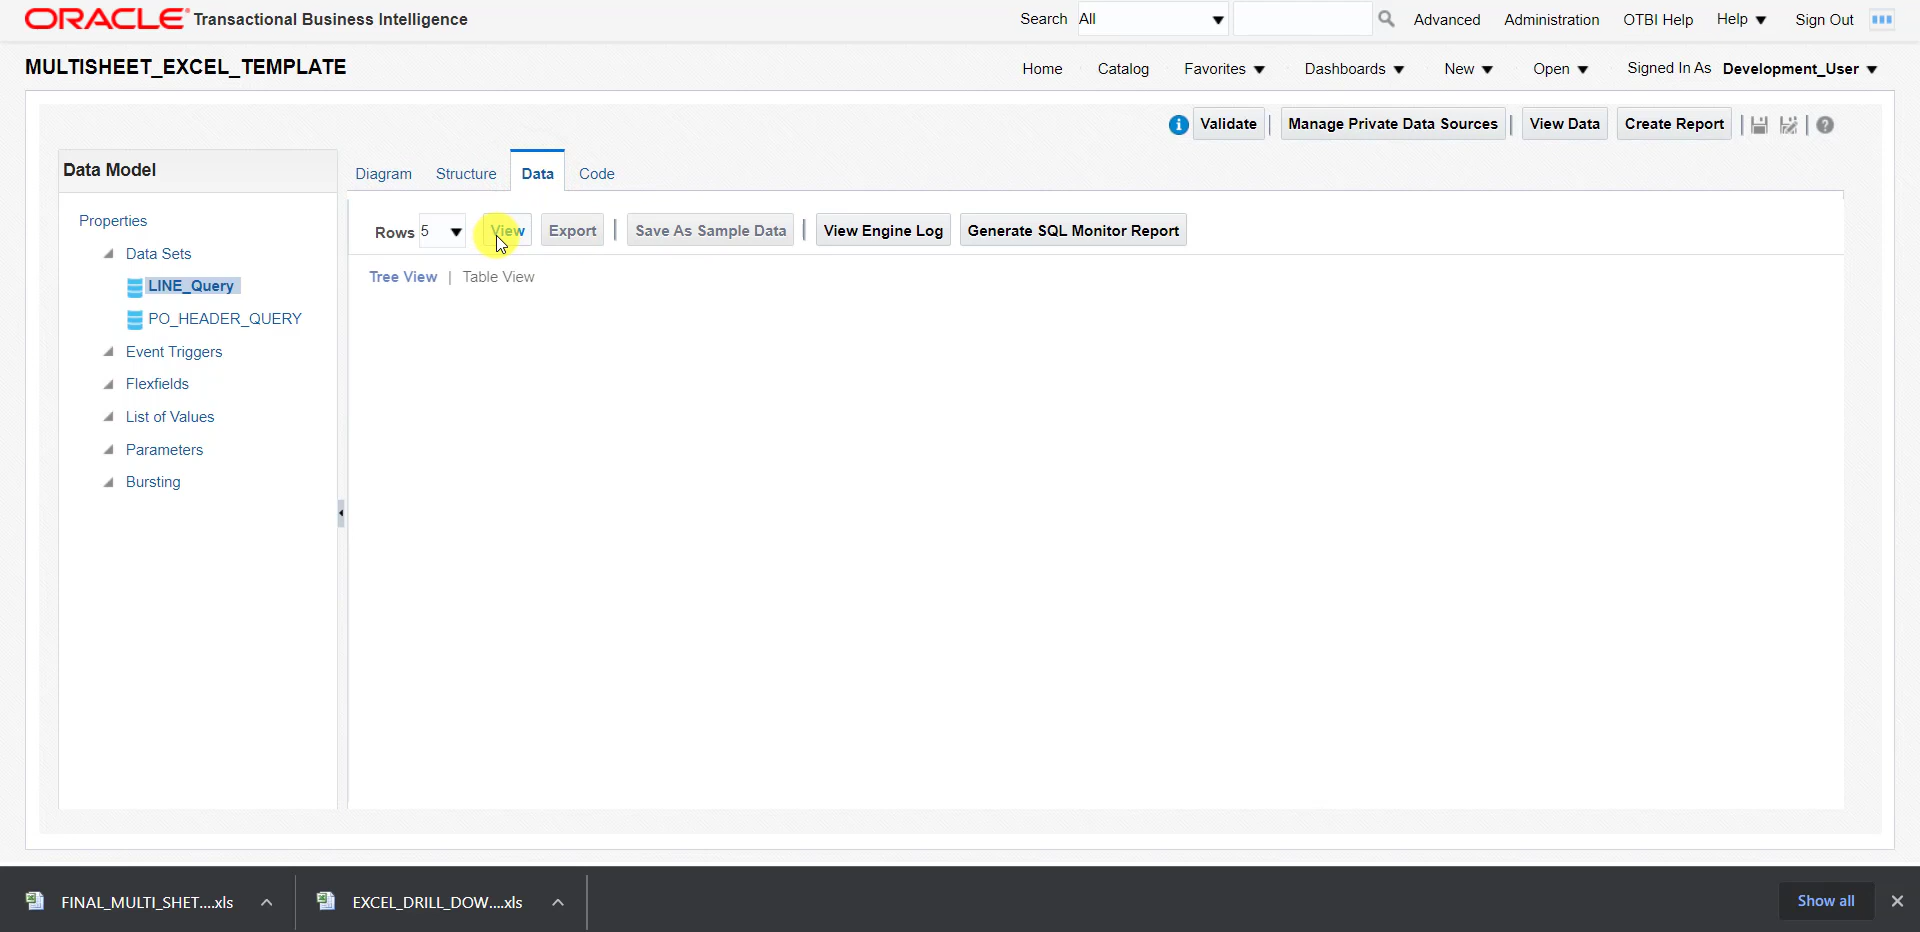 ORACLE Transactional Business Intelligence Search All Advanced Administration OTBI Help Help Sign Out
MULTISHEET_EXCEL_TEMPLATE Home Catalog Favorites Dashboards New Open Signed In As Development_User
Validate Manage Private Data Sources View Data Create Report
Data Model
Diagram Structure Data Code
Properties
Data Sets
LINE_Query
PO_HEADER_QUERY
Event Triggers
Flexfields
List of Values
Parameters
Bursting
Rows 5 View Export Save As Sample Data View Engine Log Generate SQL Monitor Report
Tree View | Table View
FINAL_MULTI_SHET....xls EXCEL_DRILL_DOW....xls Show all